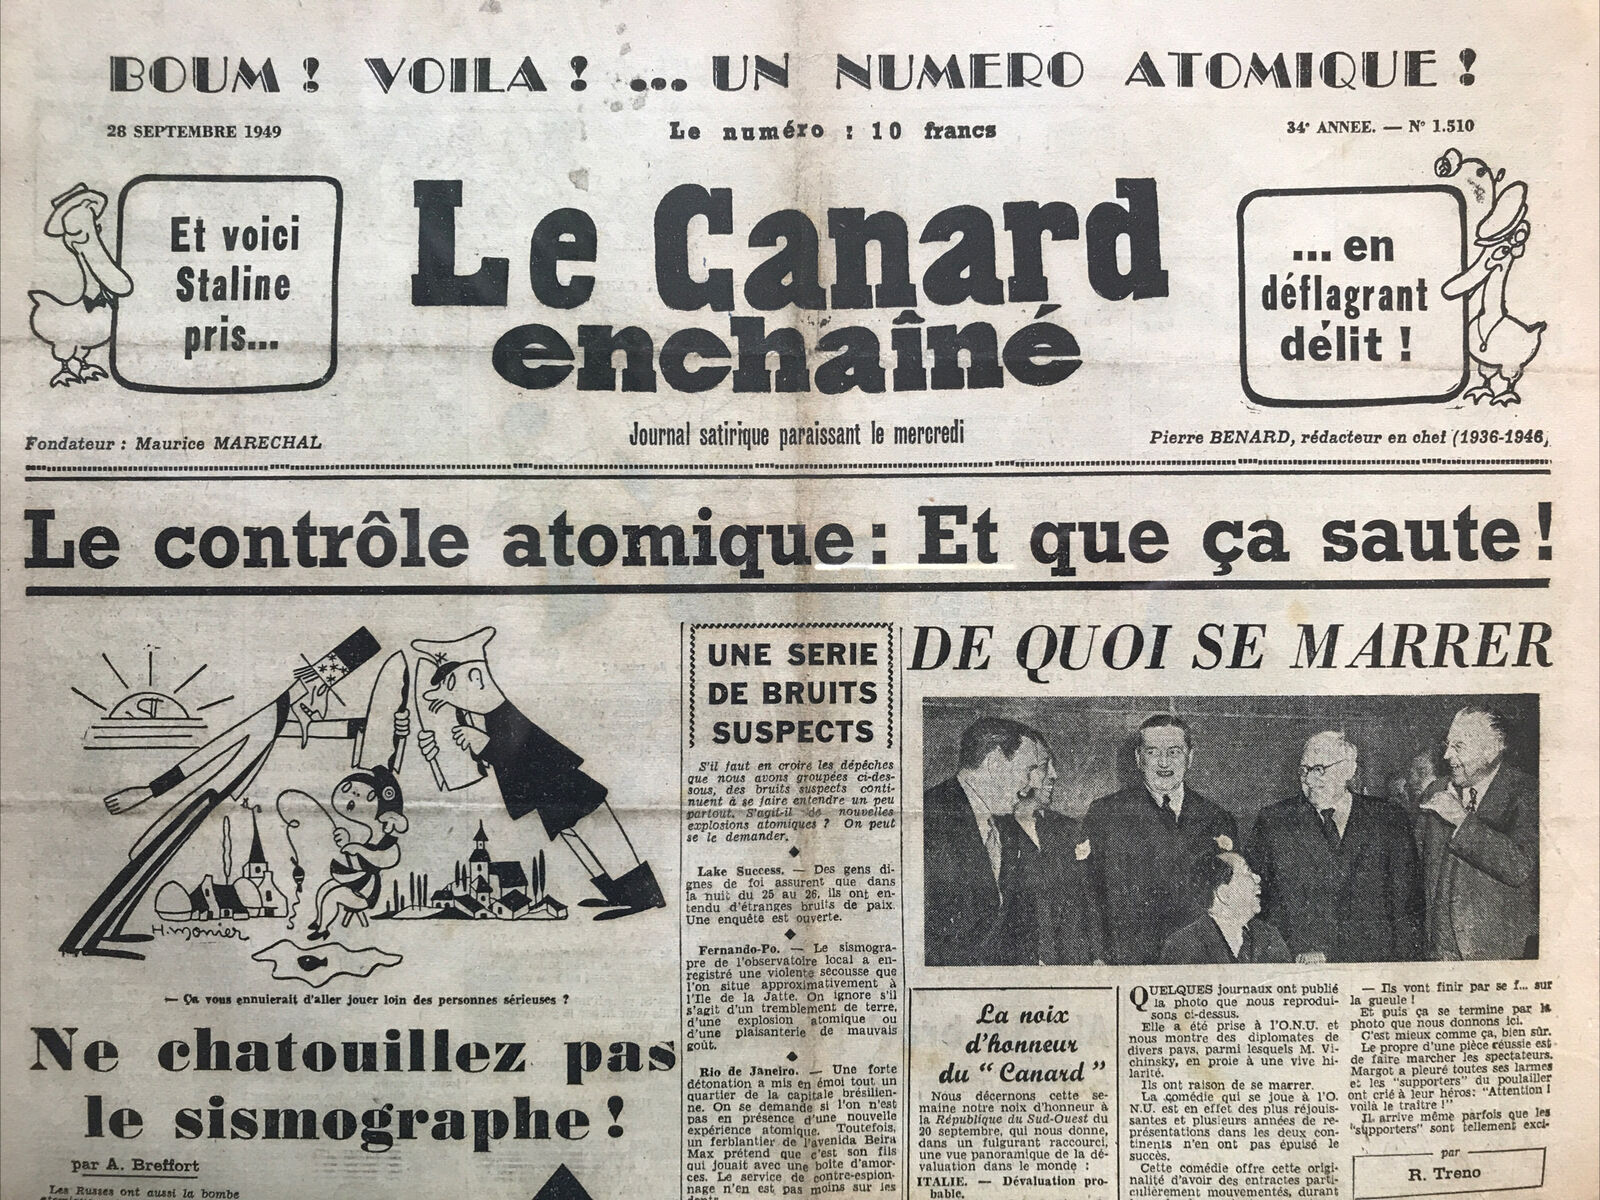 BOUM ! VOILA ! ... UN NUMERO ATOMIQUE !
28 SEPTEMBRE 1949
Le numéro : 10 francs
34e ANNEE. — N° 1.510
Et voici
Staline
pris...
Le Canard
enchaîné
... en
déflagrant
délit !
Fondateur : Maurice MARECHAL
Journal satirique paraissant le mercredi
Pierre BENARD, rédacteur en chef (1936-1946)
Le contrôle atomique : Et que ça saute !
H. Monier
— Ça vous ennuierait d'aller jouer loin des personnes sérieuses ?
Ne chatouillez pas
le sismographe !
par A. Breffort
Les Russes ont aussi la bombe
UNE SERIE
DE BRUITS
SUSPECTS
S'il faut en croire les dépêches
que nous avons groupées ci-des-
sous, des bruits suspects conti-
nuent à se faire entendre un peu
partout. S'agit-il de nouvelles
explosions atomiques ? On peut
se le demander.
Lake Success. — Des gens di-
gnes de foi assurent que dans
la nuit du 25 au 26, ils ont en-
tendu d'étranges bruits de paix.
Une enquête est ouverte.
Fernando-Po. — Le sismogra-
pre de l'observatoire local a en-
registré une violente secousse que
l'on situe approximativement à
l'Ile de la Jatte. On ignore s'il
s'agit d'un tremblement de terre,
d'une explosion atomique ou
d'une plaisanterie de mauvais
goût.
Rio de Janeiro. — Une forte
détonation a mis en émoi tout un
quartier de la capitale brésilien-
ne. On se demande si l'on n'est
pas en présence d'une nouvelle
expérience atomique. Toutefois,
un ferblantier de l'avenida Beira
Max prétend que c'est son fils
qui jouait avec une boîte d'amor-
ces. Le service de contre-espion-
nage n'en est pas moins sur les
DE QUOI SE MARRER
La noix
d'honneur
du "Canard"
Nous décernons cette se-
maine notre noix d'honneur à
la République du Sud-Ouest du
20 septembre, qui nous donne,
dans un fulgurant raccourci,
une vue panoramique de la dé-
valuation dans le monde :
ITALIE. — Dévaluation pro-
bable.
QUELQUES journaux ont publié
la photo que nous reprodui-
sons ci-dessus.
Elle a été prise à l'O.N.U. et
nous montre des diplomates de
divers pays, parmi lesquels M. Vi-
chinsky, en proie à une vive hi-
larité.
Ils ont raison de se marrer.
La comédie qui se joue à l'O.
N.U. est en effet des plus réjouis-
santes et plusieurs années de re-
présentations dans les deux con-
tinents n'en ont pas épuisé le
succès.
Cette comédie offre cette origi-
nalité d'avoir des entractes parti-
culièrement mouvementés, durant
— Ils vont finir par se f... sur
la gueule !
Et puis ça se termine par la
photo que nous donnons ici.
C'est mieux comme ça, bien sûr.
Le propre d'une pièce réussie est
de faire marcher les spectateurs.
Margot a pleuré toutes ses larmes
et les "supporters" du poulailler
ont crié à leur héros: "Attention !
voilà le traître !"
Il arrive même parfois que les
"supporters" sont tellement exci-
par
R. Treno